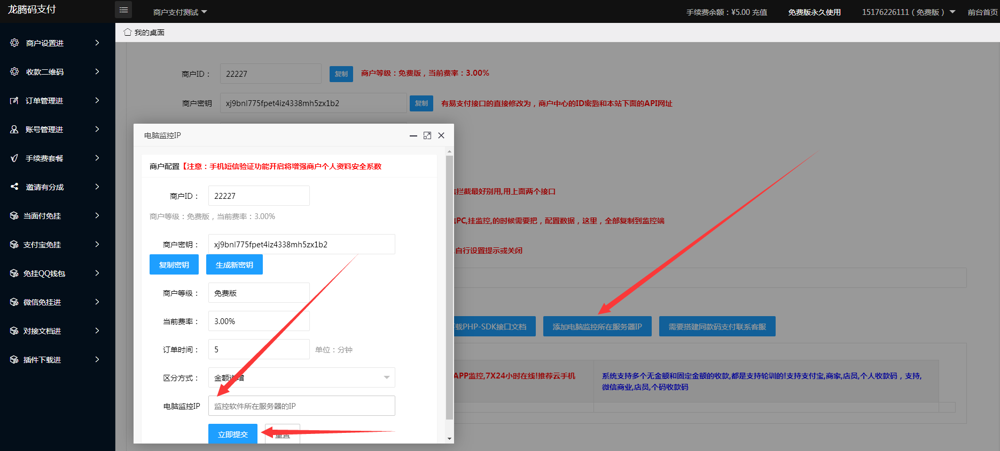 龙腾码支付
商户支付测试
手续费余额：¥5.00 充值
免费版永久使用
15176226111（免费版）
前台首页
商户设置进
收款二维码
订单管理进
账号管理进
手续费套餐
邀请有分成
当面付免挂
支付宝免挂
免挂QQ钱包
微信免挂进
对接文档进
插件下载进
我的桌面
商户ID：
22227
复制
商户等级：免费版，当前费率：3.00%
商户密钥
xj9bnl775fpet4iz4338mh5zx1b2
复制
有易支付接口的直接修改为，商户中心的ID密匙和本站下面的API网址
拦截最好别用,用上面两个接口
PC,挂监控,的时候需要把，配置数据，这里，全部复制到监控端
自行设置提示或关闭
载PHP-SDK接口文档
添加电脑监控所在服务器IP
需要搭建同款码支付联系客服
APP监控,7X24小时在线!推荐云手机
系统支持多个无金额和固定金额的收款,都是支持轮训的!支持支付宝,商家,店员,个人收款码，支持,
微信商业,店员,个码收款码
电脑监控IP
商户配置【注意：手机短信验证功能开启将增强商户个人资料安全系数
商户ID：
22227
商户等级：免费版，当前费率：3.00%
商户密钥：
xj9bnl775fpet4iz4338mh5zx1b2
复制密钥
生成新密钥
商户等级：
免费版
当前费率：
3.00%
订单时间：
5
单位：分钟
区分方式：
金额递增
电脑监控IP
监控软件所在服务器的IP
立即提交
重置